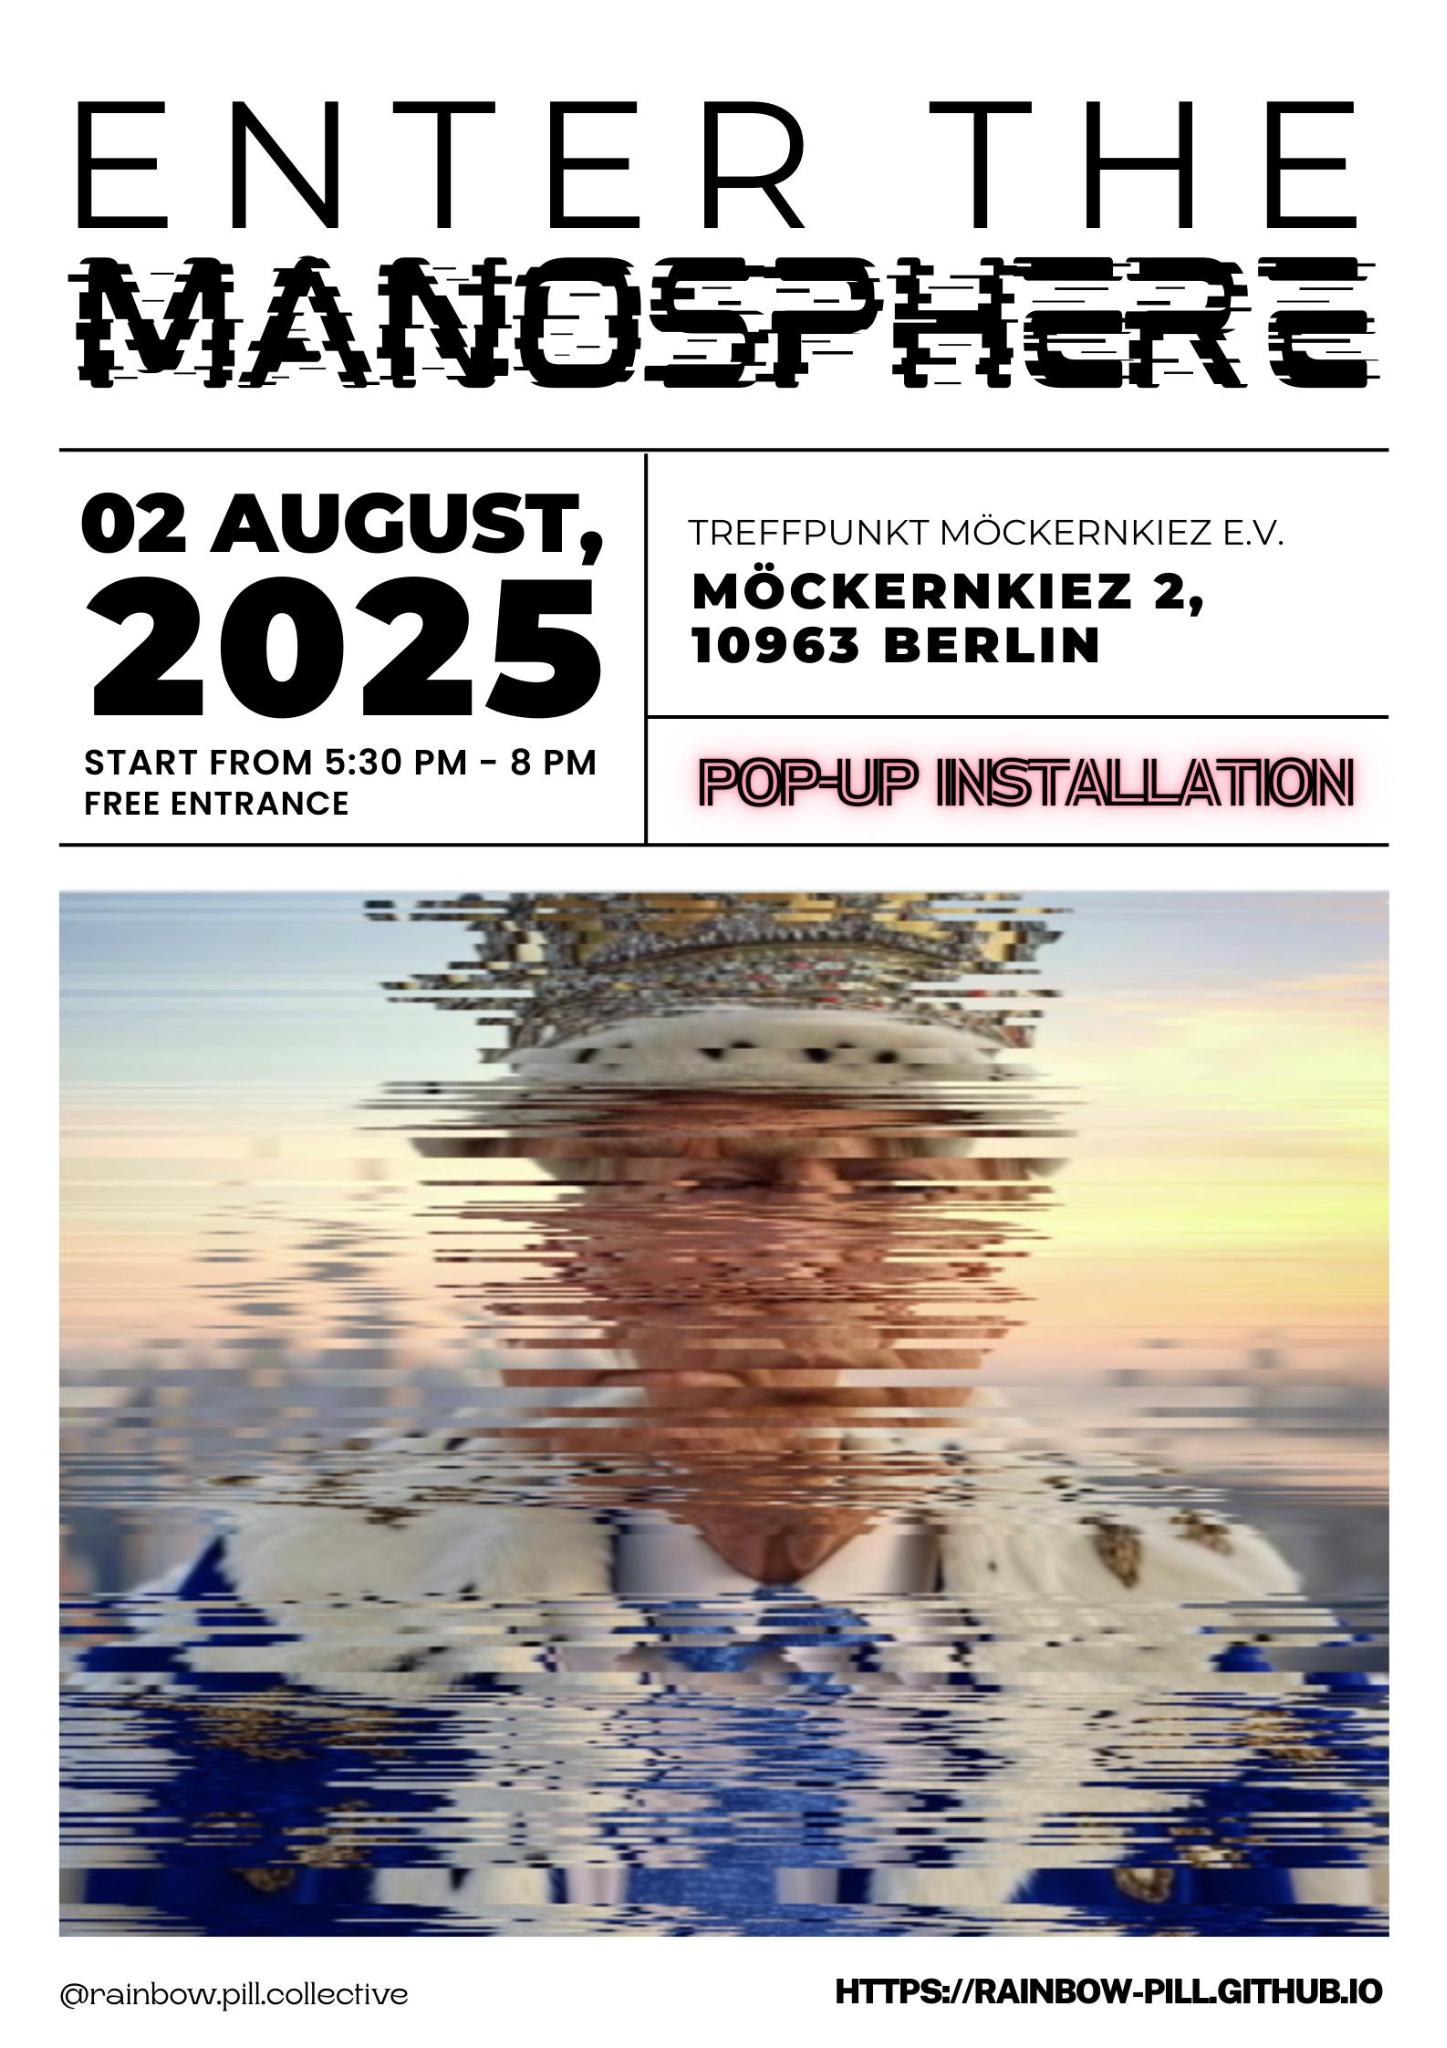 ENTER THE
MANOSPHERE
02 AUGUST,
2025
START FROM 5:30 PM - 8 PM
FREE ENTRANCE
TREFFPUNKT MÖCKERNKIEZ E.V.
MÖCKERNKIEZ 2,
10963 BERLIN
POP-UP INSTALLATION
@rainbow.pill.collective
HTTPS://RAINBOW-PILL.GITHUB.IO